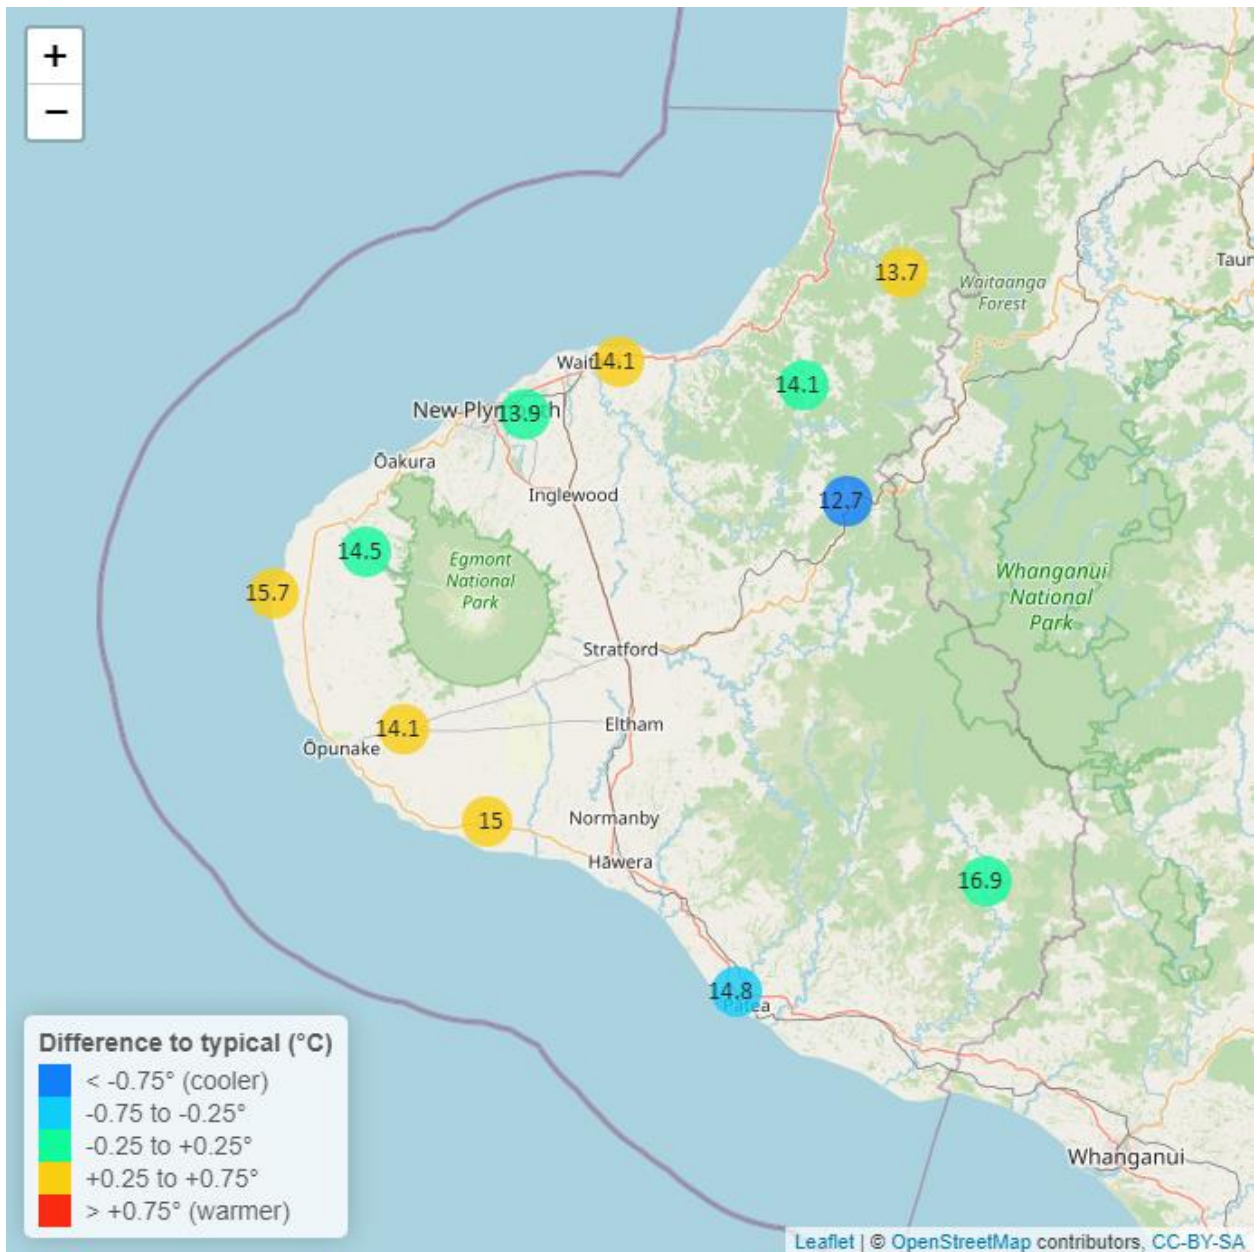 +
−
13.7
Waitaanga
Forest
14.1
14.1
New Plym
13.9
Ōakura
12.7
Inglewood
14.5
Egmont
National
Park
Whanganui
National
Park
15.7
Stratford
14.1
Eltham
Ōpunake
15
Normanby
Hāwera
16.9
14.8
Patea
Whanganui
Difference to typical (°C)
< -0.75° (cooler)
-0.75 to -0.25°
-0.25 to +0.25°
+0.25 to +0.75°
> +0.75° (warmer)
Leaflet | © OpenStreetMap contributors, CC-BY-SA